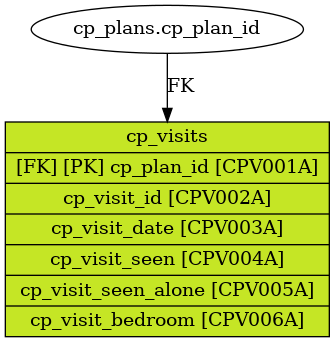 cp_plans.cp_plan_id
FK
cp_visits
[FK] [PK] cp_plan_id [CPV001A]
cp_visit_id [CPV002A]
cp_visit_date [CPV003A]
cp_visit_seen [CPV004A]
cp_visit_seen_alone [CPV005A]
cp_visit_bedroom [CPV006A]